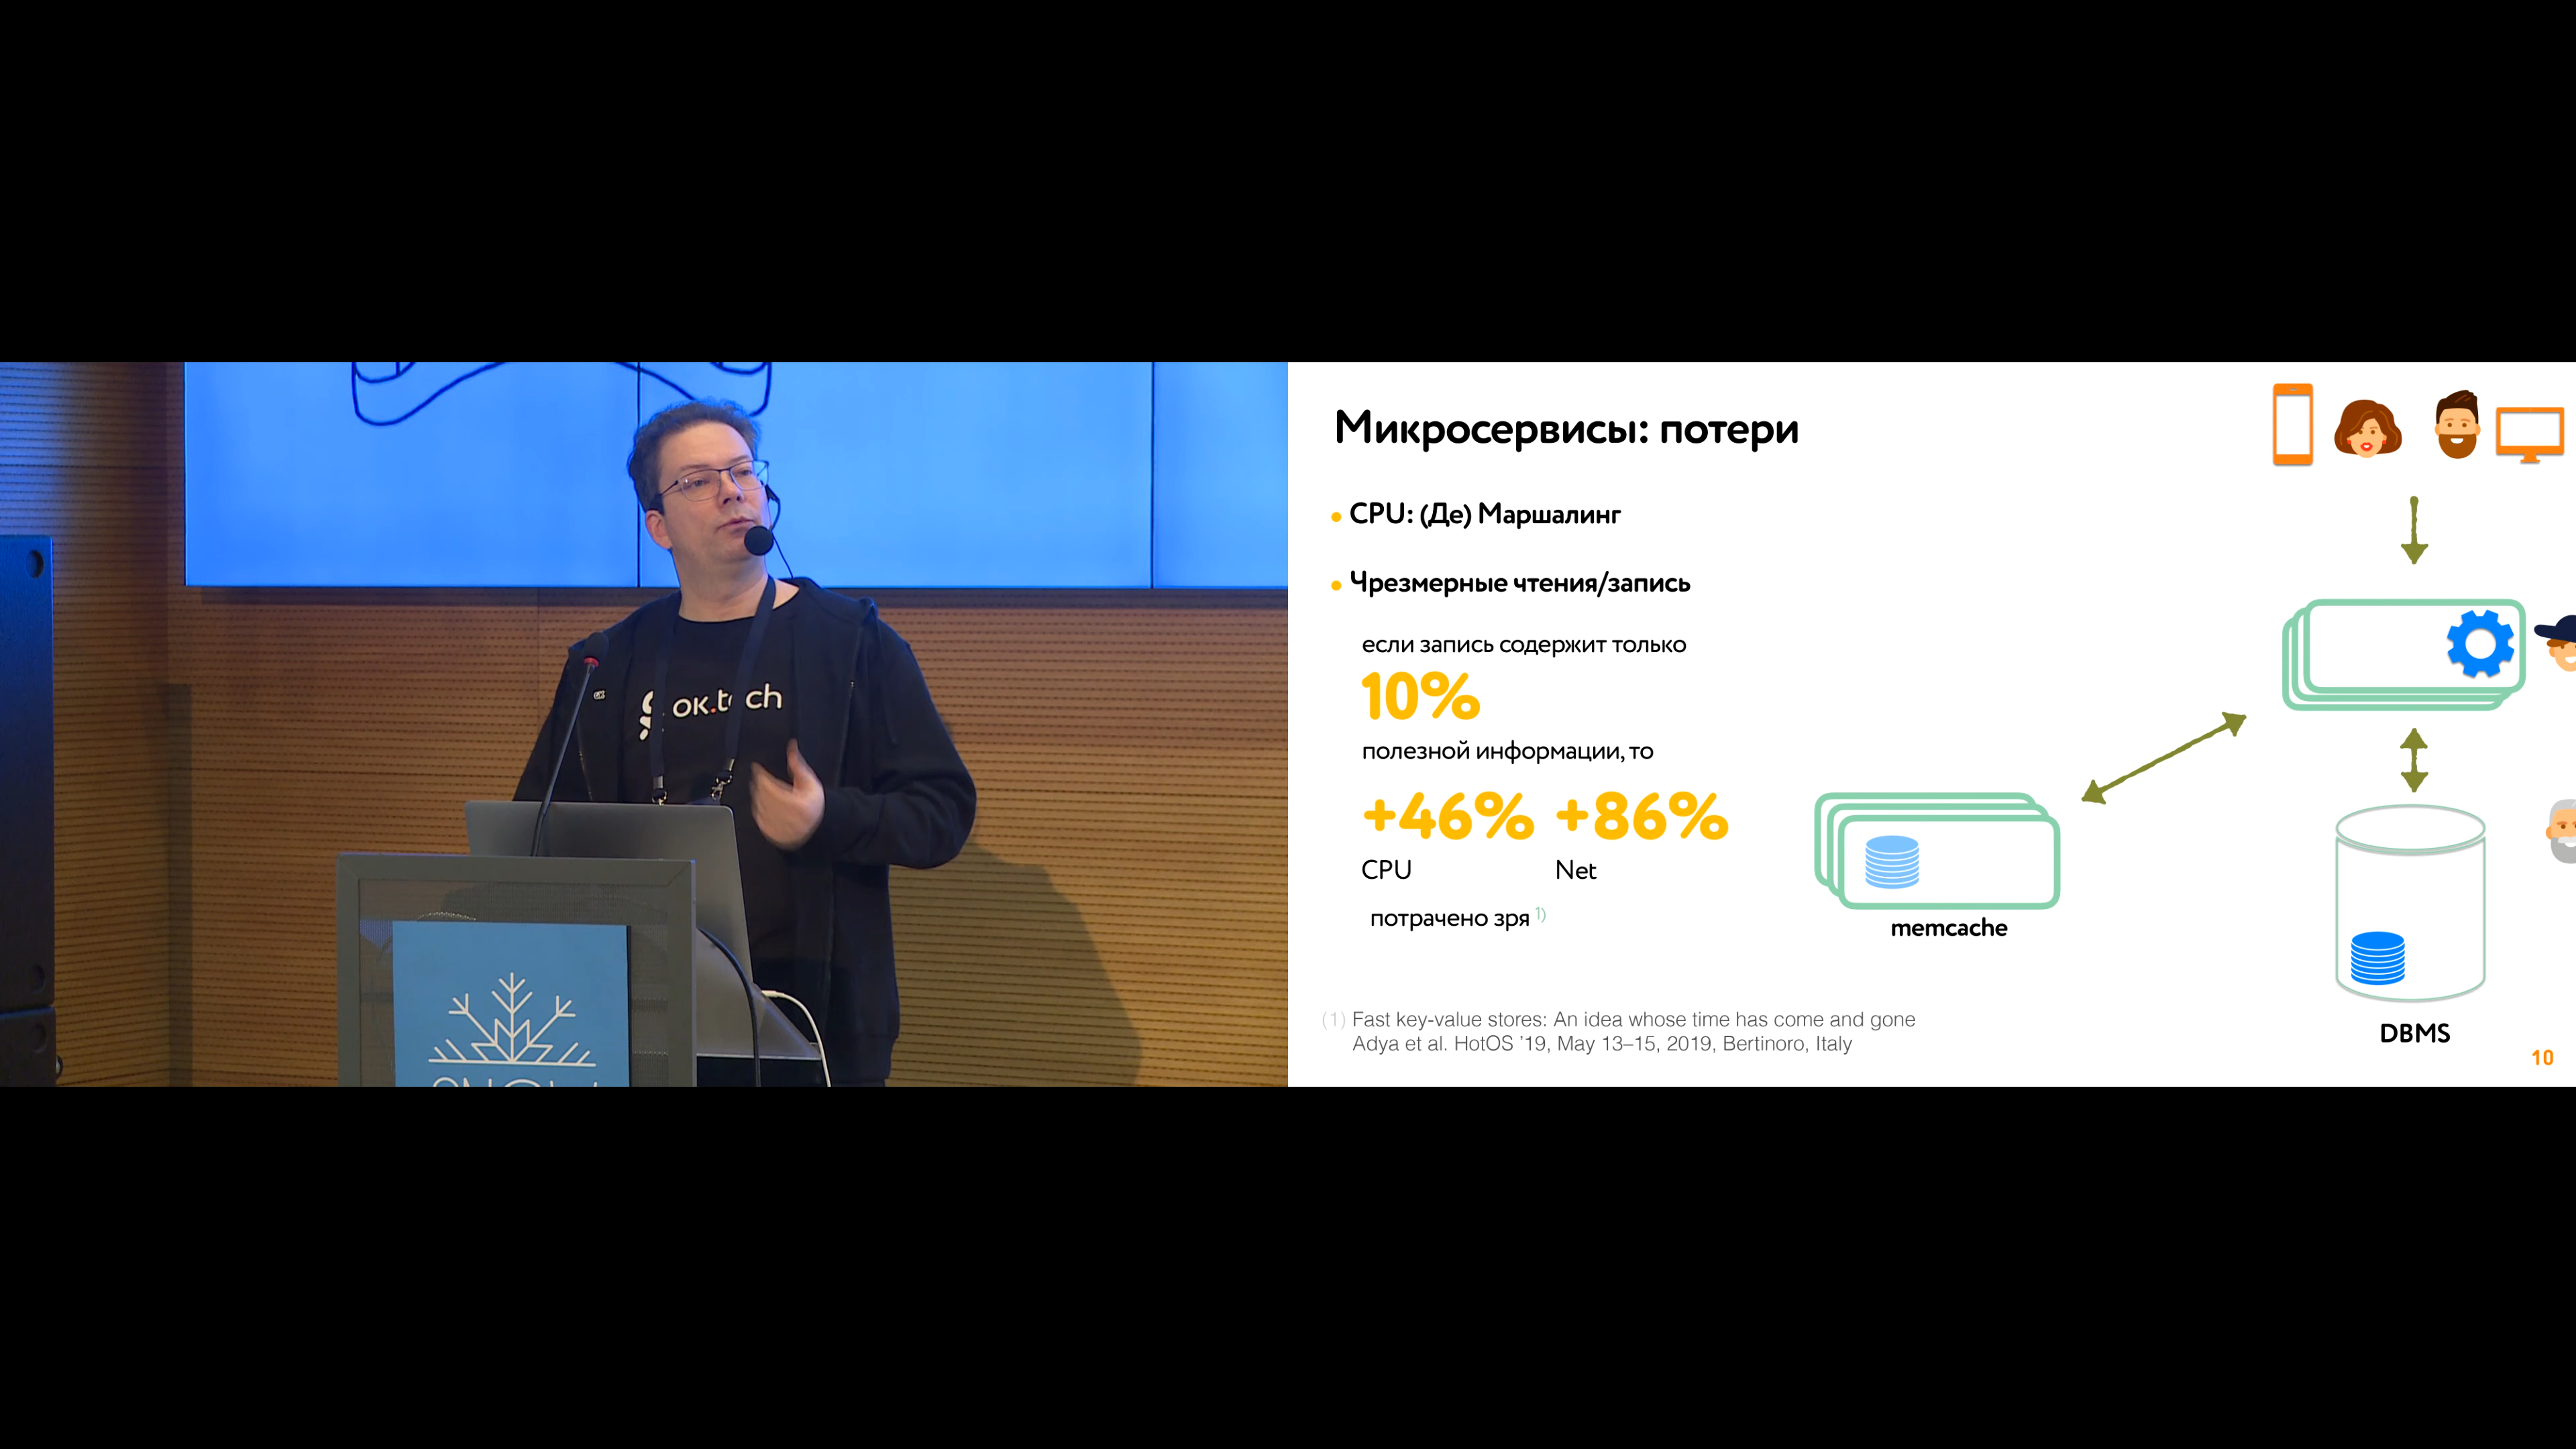 ok.tech
Микросервисы: потери
CPU: (Де) Маршалинг
Чрезмерные чтения/запись
если запись содержит только
10%
полезной информации, то
+46% +86%
CPU Net
потрачено зря 1)
memcache
DBMS
(1) Fast key-value stores: An idea whose time has come and gone
Adya et al. HotOS ’19, May 13–15, 2019, Bertinoro, Italy
10